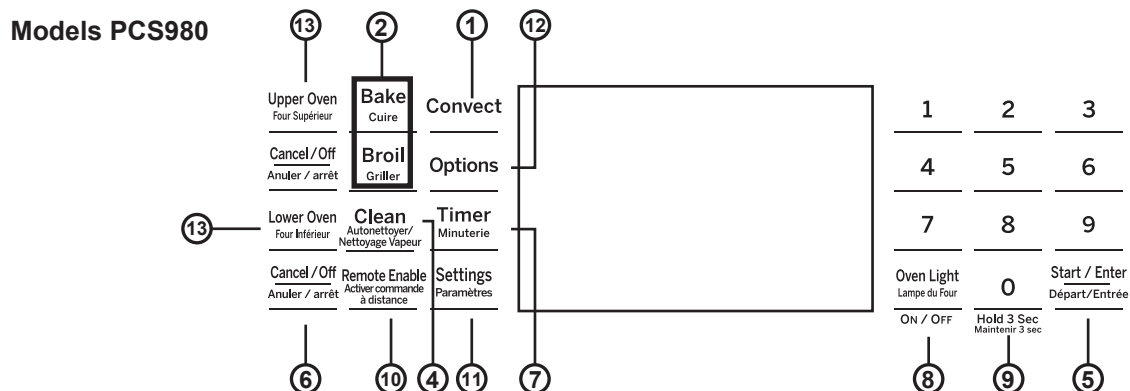 Models PCS980
13
2
1
12
Upper Oven
Four Supérieur
Bake
Cuire
Convect
1
2
3
Cancel / Off
Anuler / arrêt
Broil
Griller
Options
4
5
6
13
Lower Oven
Four Inférieur
Clean
Autonettoyer/
Nettoyage Vapeur
Timer
Minuterie
7
8
9
Cancel / Off
Anuler / arrêt
Remote Enable
Activer commande
à distance
Settings
Paramètres
Oven Light
Lampe du Four
ON / OFF
0
Hold 3 Sec
Maintenir 3 sec
Start / Enter
Départ/Entrée
6
10
4
11
7
8
9
5